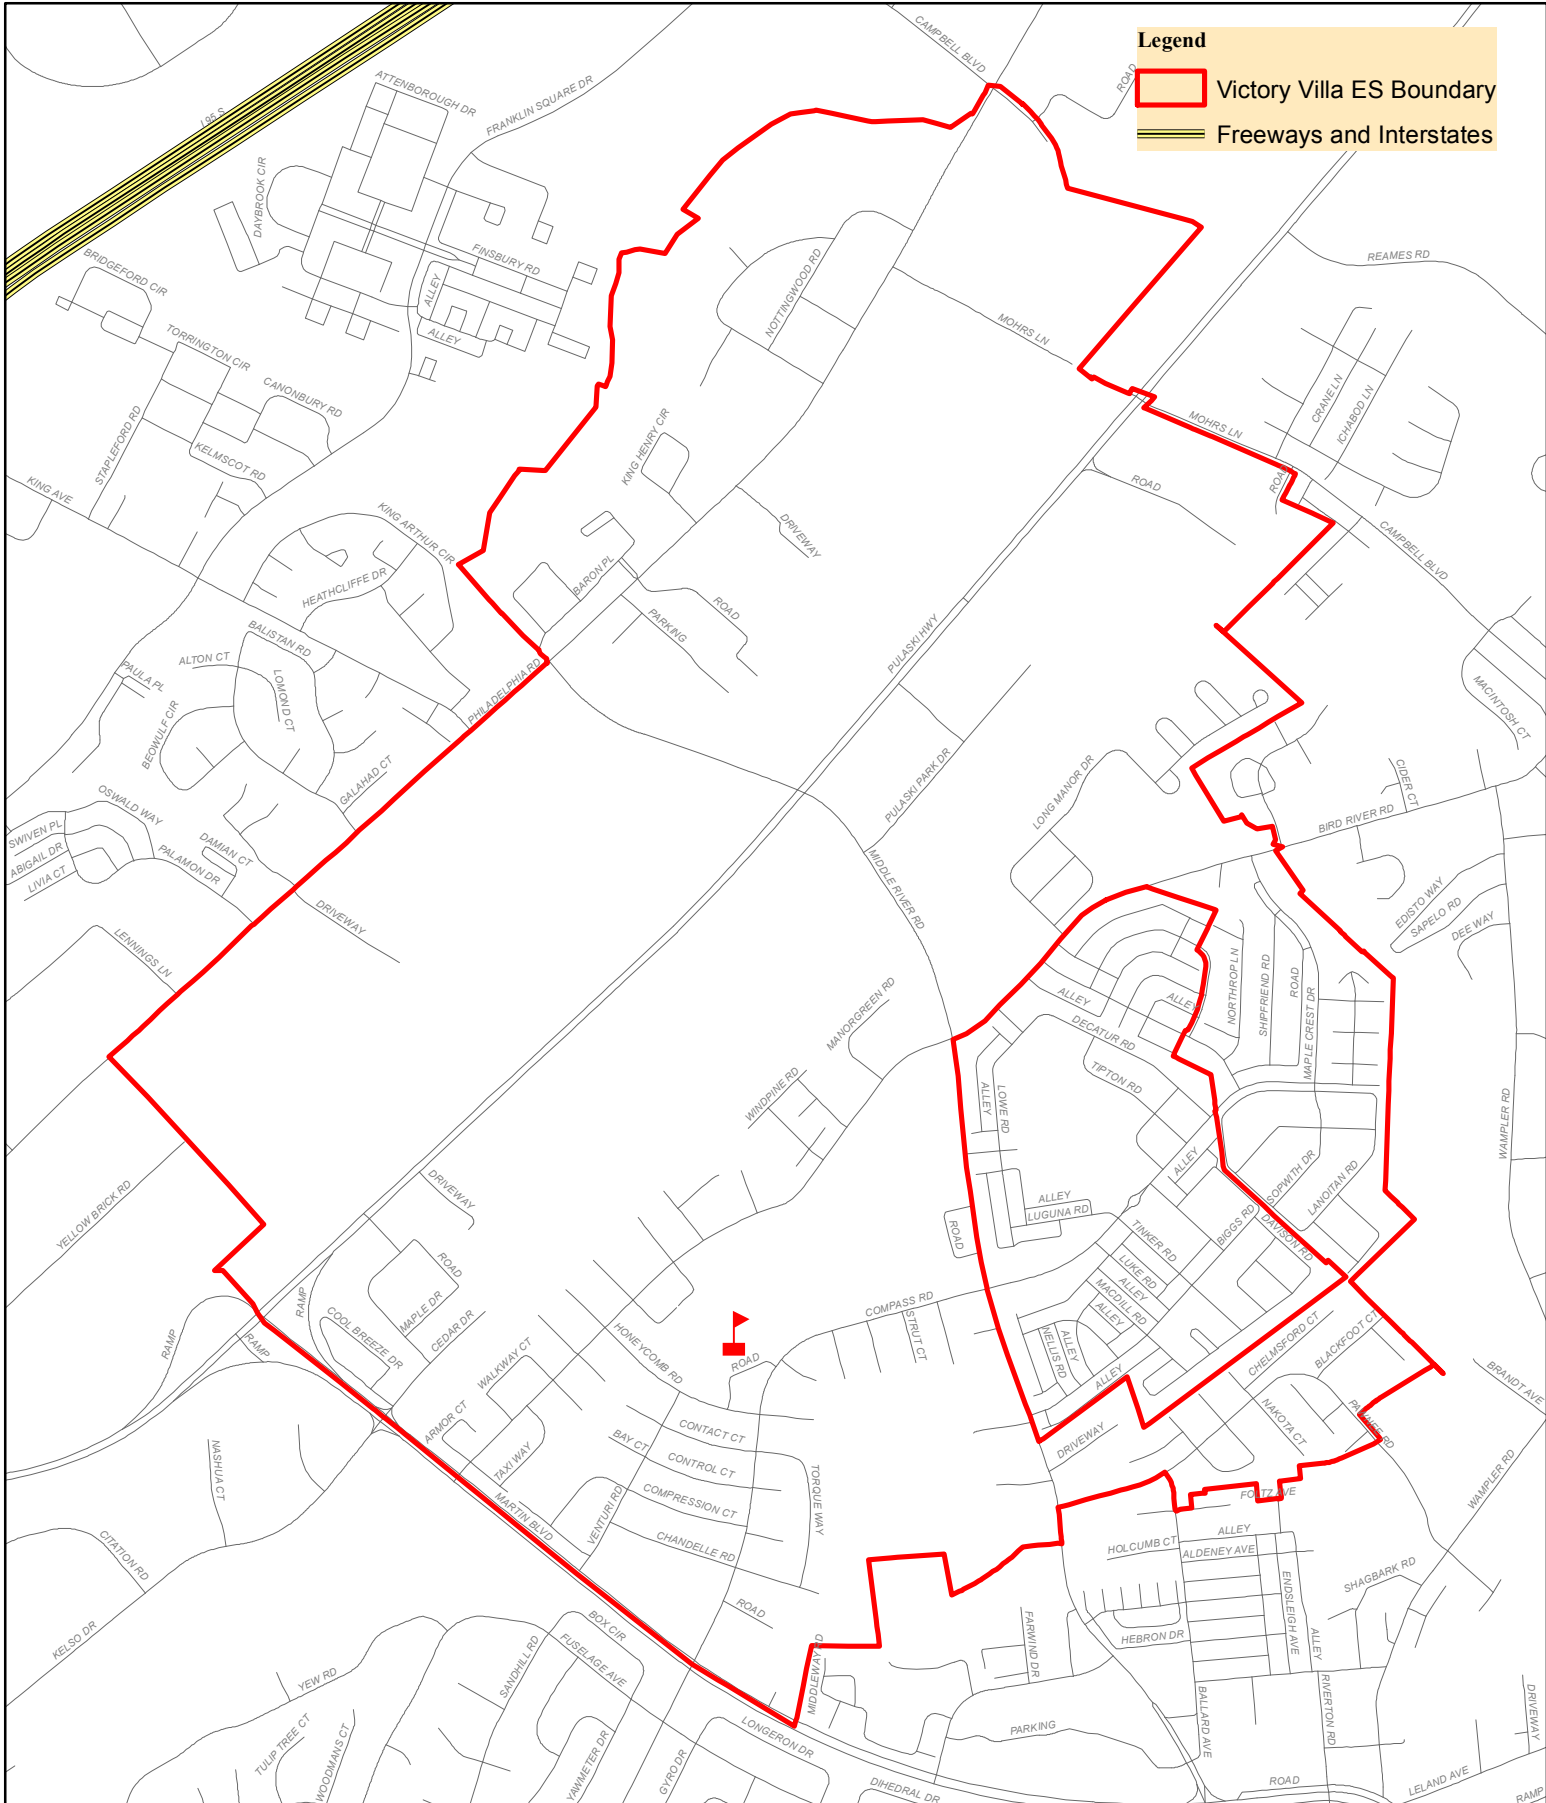 Legend
Victory Villa ES Boundary
Freeways and Interstates
CAMPBELL BLVD
ROAD
I 95 S
ATTENBOROUGH DR
FRANKLIN SQUARE DR
DAYBROOK CIR
FINSBURY RD
BRIDGEFORD CIR
ALLEY
ALLEY
NOTTINGWOOD RD
REAMES RD
MOHRS LN
TORRINGTON CIR
CANONBURY RD
STAPLEFORD RD
KELMSCOT RD
CRANE LN
ICHABOD LN
MOHRS LN
KING HENRY CIR
KING AVE
ROAD
ROAD
KING ARTHUR CIR
DRIVEWAY
CAMPBELL BLVD
HEATHCLIFFE DR
BARON PL
ROAD
PARKING
BALISTAN RD
PULASKI HWY
ALTON CT
PAULA PL
LOMOND CT
PHILADELPHIA RD
MACINTOSH CT
BEOWULF CIR
GALAHAD CT
PULASKI PARK DR
LONG MANOR DR
CIDER CT
OSWALD WAY
BIRD RIVER RD
SWIVEN PL
ABIGAIL DR
LIVIA CT
DAMIAN CT
PALAMON DR
MIDDLE RIVER RD
DRIVEWAY
EDISTO WAY
SAPELO RD
DEE WAY
LENNINGS LN
NORTHROP LN
SHIPFRIEND RD
ROAD
MAPLE CREST DR
ALLEY
ALLEY
MANORGREEN RD
DECATUR RD
TIPTON RD
WINDPINE RD
ALLEY
LOWE RD
WAMPLER RD
ALLEY
SOPWITH DR
LANOITAN RD
YELLOW BRICK RD
DRIVEWAY
ALLEY
LUGUNA RD
ROAD
TINKER RD
BIGGS RD
DAVISON RD
ROAD
LUKE RD
ALLEY
MACDILL RD
ALLEY
RAMP
RAMP
RAMP
MAPLE DR
CEDAR DR
COOL BREEZE DR
COMPASS RD
STRUT CT
NELLIS RD
ALLEY
ALLEY
CHELMSFORD CT
BLACKFOOT CT
HONEYCOMB RD
ROAD
WALKWAY CT
BRANDT AVE
NAKOTA CT
PAWNEE RD
ARMOR CT
CONTACT CT
BAY CT
CONTROL CT
TAXI WAY
DRIVEWAY
NASHUA CT
TORQUE WAY
COMPRESSION CT
MARTIN BLVD
VENTURI RD
WAMPLER RD
FOLTZ AVE
CHANDELLE RD
HOLCUMB CT
ALLEY
ALDENEY AVE
CITATION RD
SHAGBARK RD
ENDSLEIGH AVE
ROAD
BOX CIR
KELSO DR
FUSELAGE AVE
SANDHILL RD
FARWIND DR
HEBRON DR
ALLEY
MIDDLEWAY RD
YEW RD
BALLARD AVE
RIVERTON RD
DRIVEWAY
TULIP TREE CT
WOODMANS CT
LONGERON DR
PARKING
YAWMETER DR
GYRO DR
DIHEDRAL DR
ROAD
LELAND AVE
RAMP